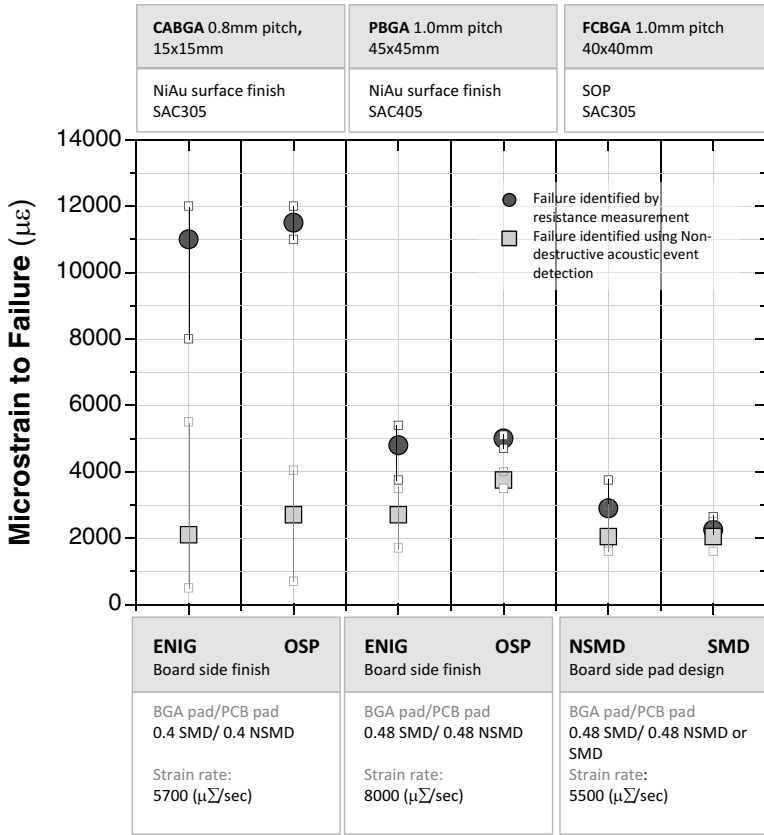 CABGA 0.8mm pitch,
15x15mm
PBGA 1.0mm pitch
45x45mm
FCBGA 1.0mm pitch
40x40mm
NiAu surface finish
SAC305
NiAu surface finish
SAC405
SOP
SAC305
Microstrain to Failure (με)
14000
12000
10000
8000
6000
4000
2000
0
Failure identified by
resistance measurement
Failure identified using Non-
destructive acoustic event
detection
ENIG OSP
Board side finish
ENIG OSP
Board side finish
NSMD SMD
Board side pad design
BGA pad/PCB pad
0.4 SMD/ 0.4 NSMD
Strain rate:
5700 (μ∑/sec)
BGA pad/PCB pad
0.48 SMD/ 0.48 NSMD
Strain rate:
8000 (μ∑/sec)
BGA pad/PCB pad
0.48 SMD/ 0.48 NSMD or
SMD
Strain rate:
5500 (μ∑/sec)